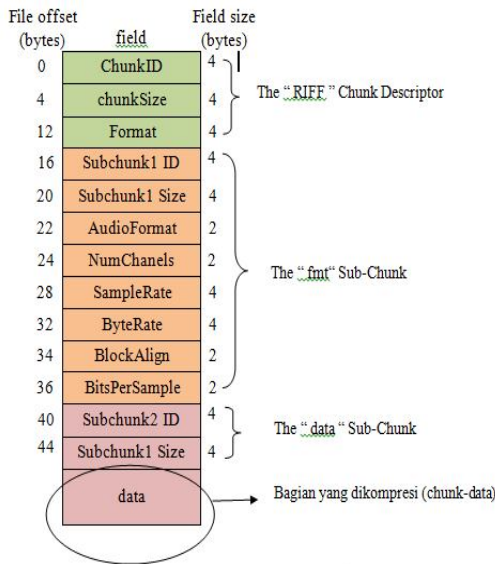 File offset
(bytes)
field
Field size
(bytes)
0 ChunkID 4
4 chunkSize 4
12 Format 4
The “ RIFF ” Chunk Descriptor
16 Subchunk1 ID 4
20 Subchunk1 Size 4
22 AudioFormat 2
24 NumChanels 2
28 SampleRate 4
32 ByteRate 4
34 BlockAlign 2
36 BitsPerSample 2
The “ fmt“ Sub-Chunk
40 Subchunk2 ID 4
44 Subchunk1 Size 4
The “ data “ Sub-Chunk
data
Bagian yang dikompresi (chunk-data)